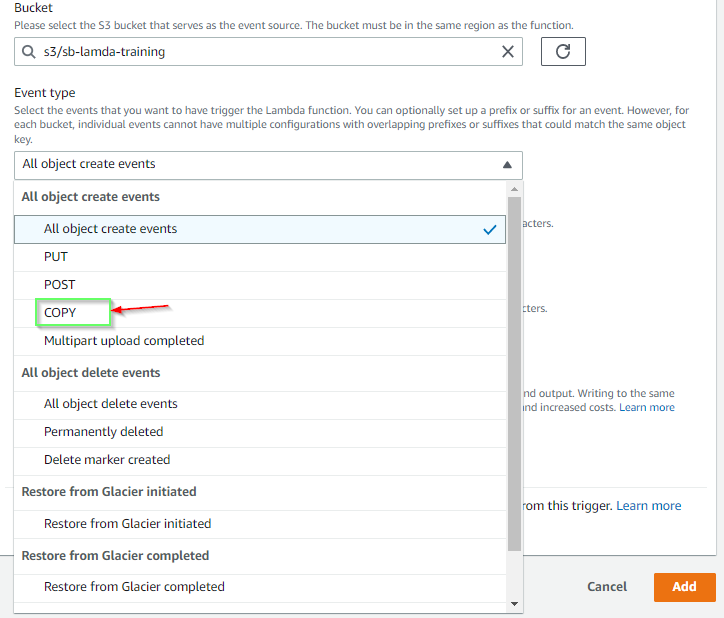 Bucket
Please select the S3 bucket that serves as the event source. The bucket must be in the same region as the function.
s3/sb-lamda-training
Event type
Select the events that you want to have trigger the Lambda function. You can optionally set up a prefix or suffix for an event. However, for
each bucket, individual events cannot have multiple configurations with overlapping prefixes or suffixes that could match the same object
key.
All object create events
All object create events
All object create events
acters.
PUT
POST
COPY
cters.
Multipart upload completed
All object delete events
nd output. Writing to the same
All object delete events
nd increased costs. Learn more
Permanently deleted
Delete marker created
Restore from Glacier initiated
rom this trigger. Learn more
Restore from Glacier initiated
Restore from Glacier completed
Restore from Glacier completed
Cancel
Add